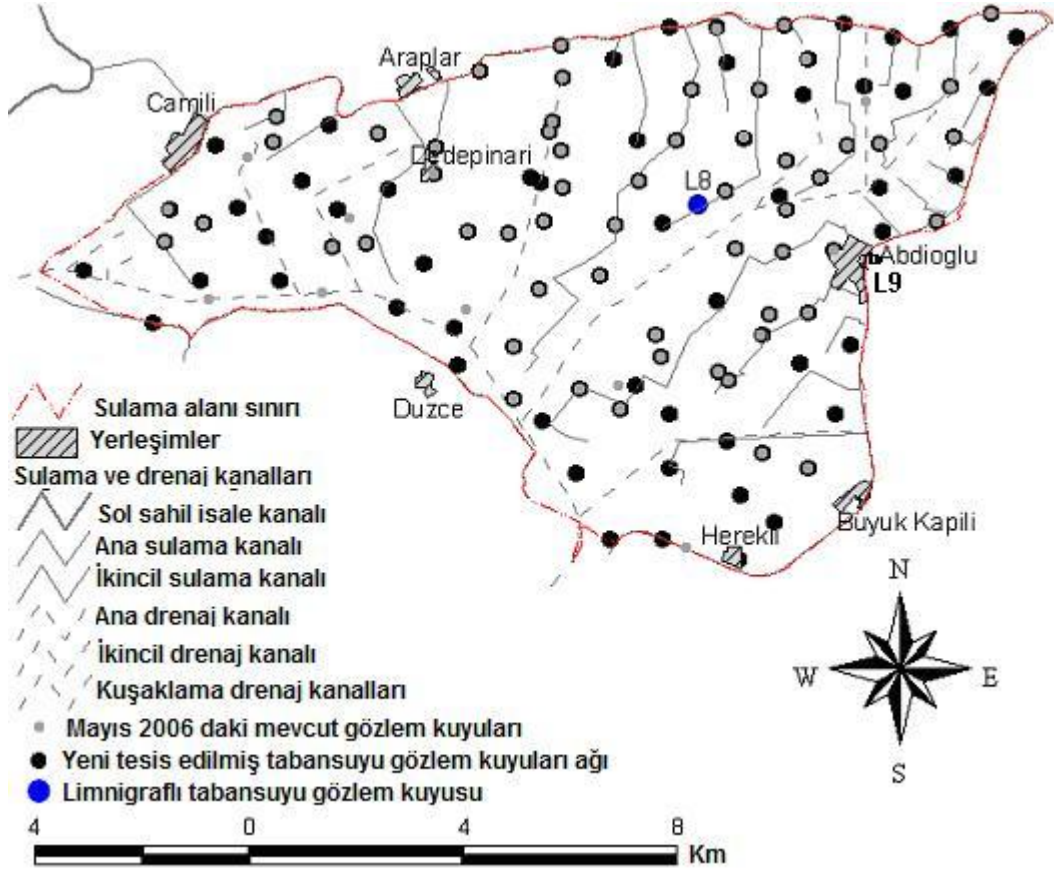 Araplar
Camili
Dedepinari
L8
Abdioglu
L9
Duzce
Buyuk Kapili
Herekli
Sulama alanı sınırı
Yerleşimler
Sulama ve drenaj kanalları
Sol sahil isale kanalı
Ana sulama kanalı
İkincil sulama kanalı
Ana drenaj kanalı
İkincil drenaj kanalı
Kuşaklama drenaj kanalları
Mayıs 2006 daki mevcut gözlem kuyuları
Yeni tesis edilmiş tabansuyu gözlem kuyuları ağı
Limnigraflı tabansuyu gözlem kuyusu
N
W E
S
4 0 4 8
Km